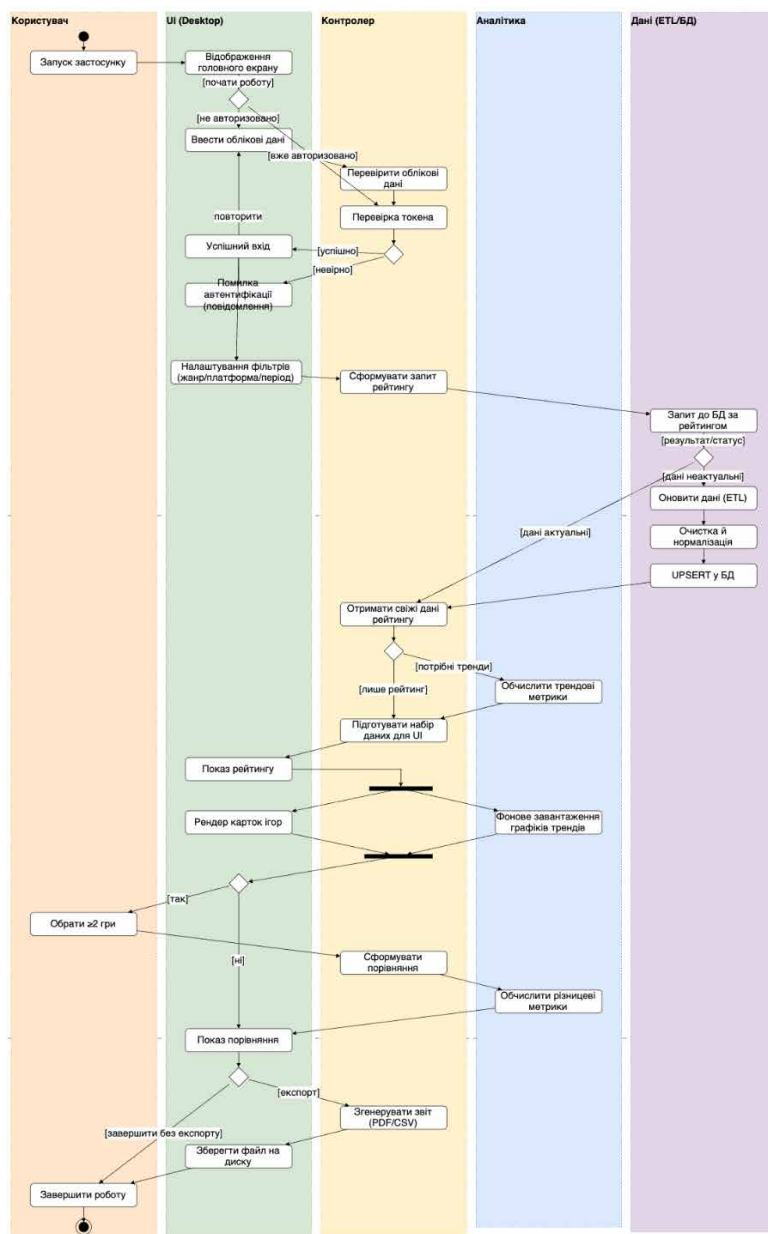 Користувач
UI (Desktop)
Контролер
Аналітика
Дані (ETL/БД)
Запуск застосунку
Відображення
головного екрану
[почати роботу]
[не авторизовано]
Ввести облікові дані
[вже авторизовано]
Перевірити облікові
дані
Перевірка токена
повторити
Успішний вхід
[успішно]
[невірно]
Помилка
автентифікації
(повідомлення)
Налаштування фільтрів
(жанр/платформа/період)
Сформувати запит
рейтингу
Запит до БД за
рейтингом
[результат/статус]
[дані неактуальні]
Оновити дані (ETL)
[дані актуальні]
Очистка й
нормалізація
UPSERT у БД
Отримати свіжі дані
рейтингу
[потрібні тренди]
[лише рейтинг]
Обчислити трендові
метрики
Підготувати набір
даних для UI
Показ рейтингу
Рендер карток ігор
Фонове завантаження
графіків трендів
[так]
Обрати ≥2 гри
[ні]
Сформувати
порівняння
Обчислити різницеві
метрики
Показ порівняння
[експорт]
Згенерувати звіт
(PDF/CSV)
[завершити без експорту]
Зберегти файл на
диску
Завершити роботу